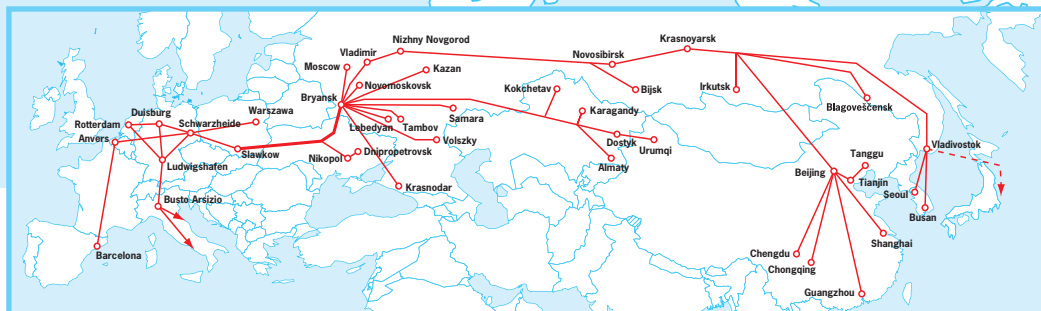 Krasnoyarsk
Nizhny Novgorod
Vladimir
Novosibirsk
Moscow
Kazan
Novomoskovsk
Kokchetav
Bijsk
Irkutsk
Bryansk
Karagandy
Blagovescensk
Warszawa
Duisburg
Schwarzheide
Rotterdam
Samara
Lebedyan
Tambov
Anvers
Volszky
Dostyk
Urumqi
Vladivostok
Slawkow
Dnipropetrovsk
Nikopol
Tanggu
Ludwigshafen
Almaty
Beijing
Tianjin
Krasnodar
Seoul
Busto Arsizio
Busan
Shanghai
Barcelona
Chengdu
Chongqing
Guangzhou